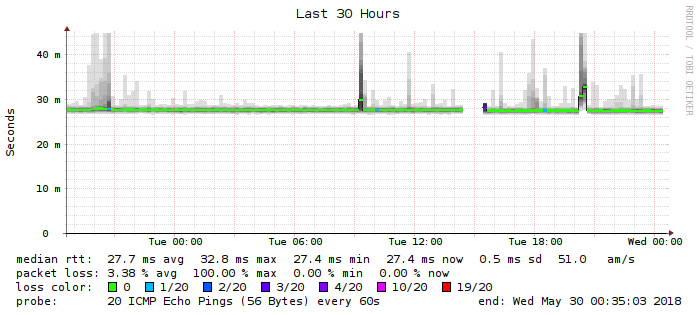 Last 30 Hours
RRDTOOL / TOBI OETIKER
Seconds
40 m
30 m
20 m
10 m
0
Tue 00:00 Tue 06:00 Tue 12:00 Tue 18:00 Wed 00:00
median rtt: 27.7 ms avg 32.8 ms max 27.4 ms min 27.4 ms now 0.5 ms sd 51.0 am/s
packet loss: 3.38 % avg 100.00 % max 0.00 % min 0.00 % now
loss color: 0 1/20 2/20 3/20 4/20 10/20 19/20
probe: 20 ICMP Echo Pings (56 Bytes) every 60s end: Wed May 30 00:35:03 2018